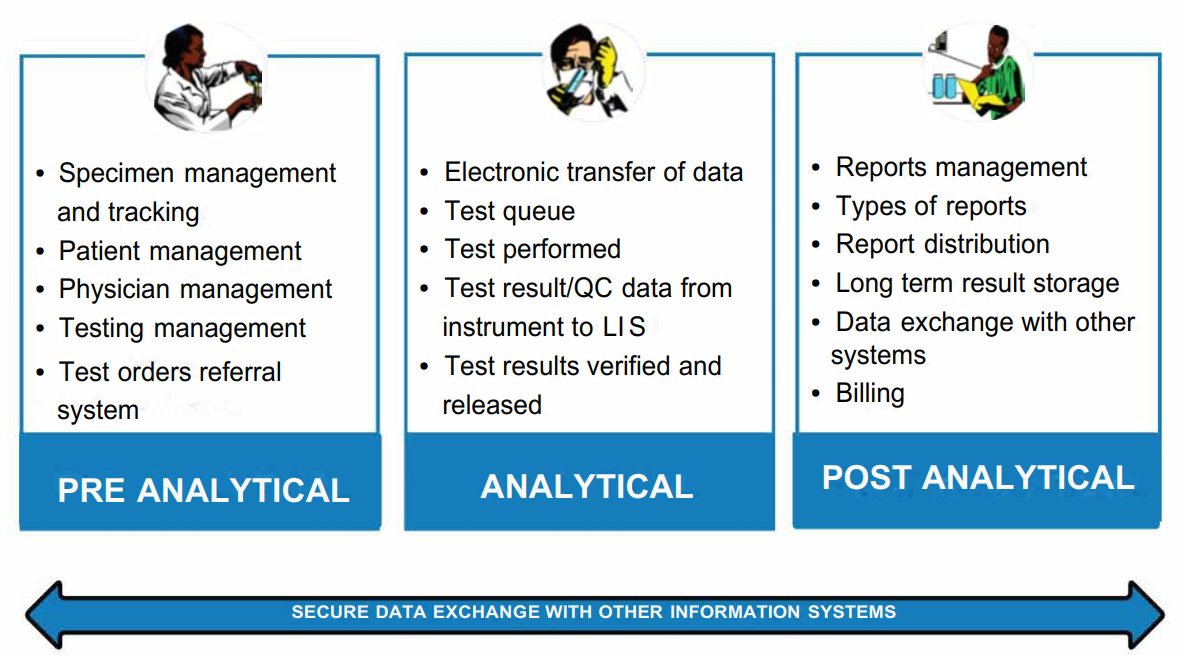 • Specimen management
and tracking
• Patient management
• Physician management
• Testing management
• Test orders referral
system
PRE ANALYTICAL
• Electronic transfer of data
• Test queue
• Test performed
• Test result/QC data from
instrument to LIS
• Test results verified and
released
ANALYTICAL
• Reports management
• Types of reports
• Report distribution
• Long term result storage
• Data exchange with other
systems
• Billing
POST ANALYTICAL
SECURE DATA EXCHANGE WITH OTHER INFORMATION SYSTEMS